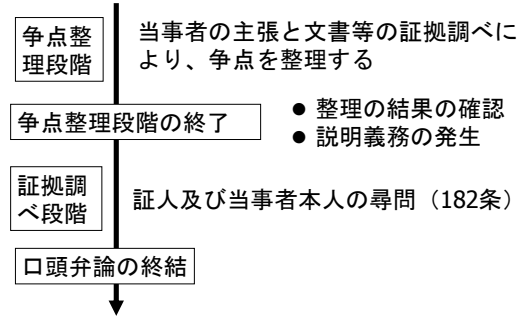 争点整
理段階
当事者の主張と文書等の証拠調べに
より、争点を整理する
争点整理段階の終了
● 整理の結果の確認
● 説明義務の発生
証拠調
べ段階
証人及び当事者本人の尋問（182条）
口頭弁論の終結